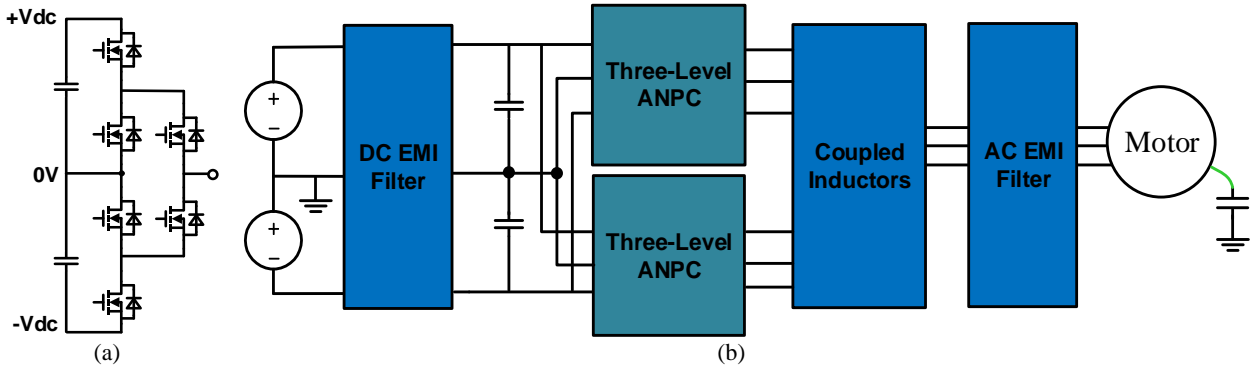 +Vdc
0V
-Vdc
(a)
+
−
+
−
DC EMI
Filter
Three-Level
ANPC
Three-Level
ANPC
Coupled
Inductors
AC EMI
Filter
Motor
(b)